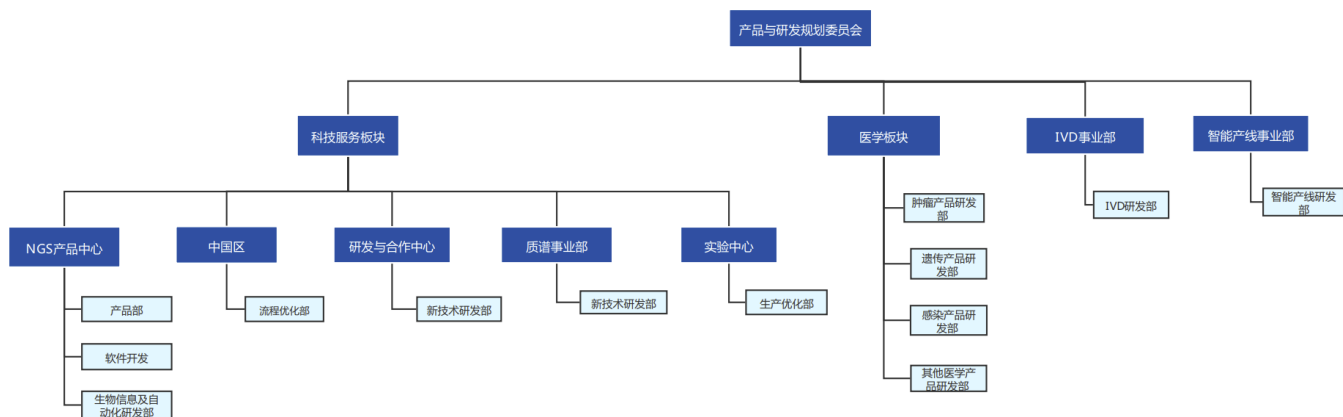 产品与研发规划委员会
科技服务板块
医学板块
IVD事业部
智能产线事业部
肿瘤产品研发
部
IVD研发部
智能产线研发
部
NGS产品中心
中国区
研发与合作中心
质谱事业部
实验中心
遗传产品研
发部
产品部
流程优化部
新技术研发部
新技术研发部
生产优化部
感染产品研
发部
软件开发
其他医学产
品研发部
生物信息及自
动化研发部